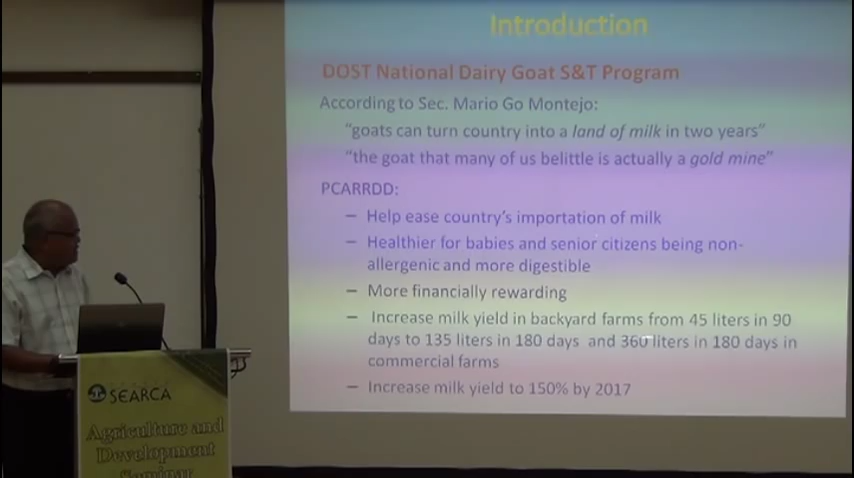 Introduction
DOST National Dairy Goat S&T Program
According to Sec. Mario Go Montejo:
"goats can turn country into a land of milk in two years"
"the goat that many of us belittle is actually a gold mine"
PCARRDD:
– Help ease country's importation of milk
– Healthier for babies and senior citizens being non-
allergenic and more digestible
– More financially rewarding
– Increase milk yield in backyard farms from 45 liters in 90
days to 135 liters in 180 days and 360 liters in 180 days in
commercial farms
– Increase milk yield to 150% by 2017
SEARCA
Agriculture and
Development
Seminar